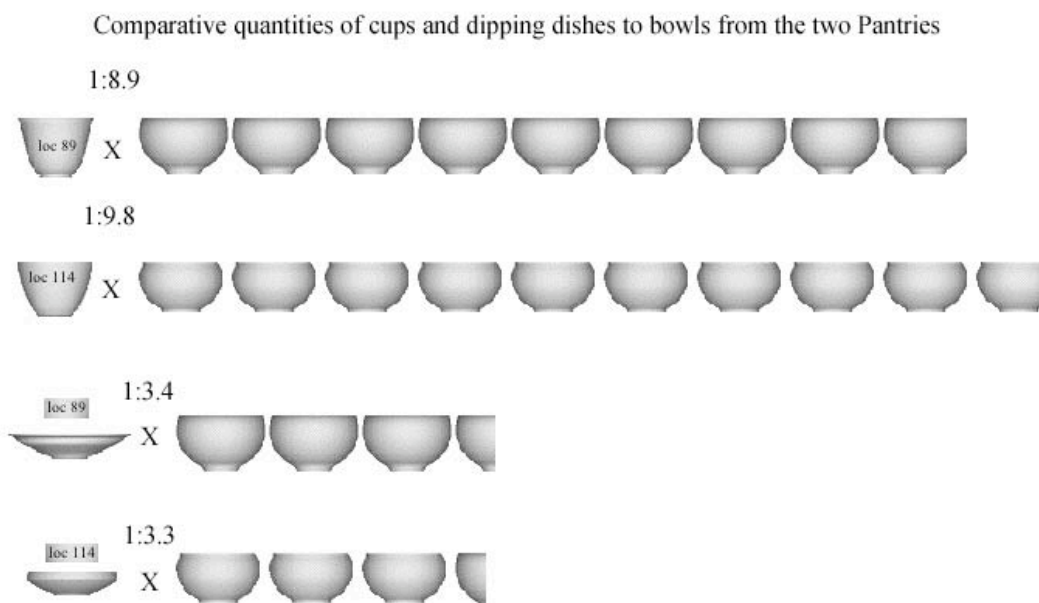 Comparative quantities of cups and dipping dishes to bowls from the two Pantries
1:8.9
loc 89
X
1:9.8
loc 114
X
1:3.4
loc 89
X
1:3.3
loc 114
X